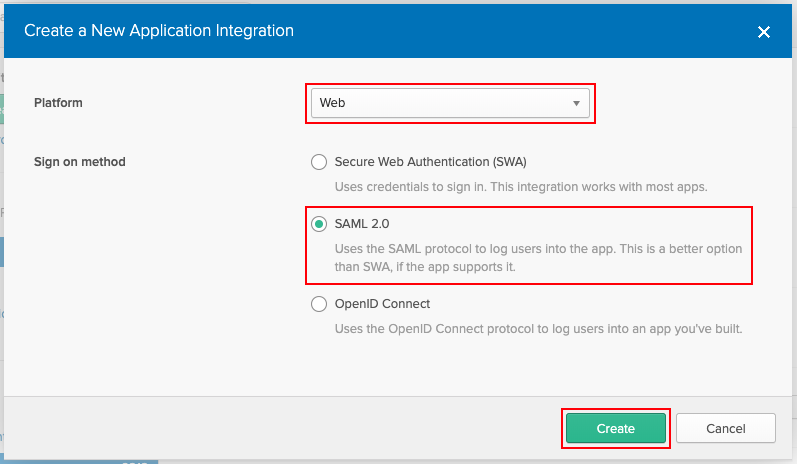 Create a New Application Integration
Platform
Web
Sign on method
Secure Web Authentication (SWA)
Uses credentials to sign in. This integration works with most apps.
SAML 2.0
Uses the SAML protocol to log users into the app. This is a better option
than SWA, if the app supports it.
OpenID Connect
Uses the OpenID Connect protocol to log users into an app you've built.
Create
Cancel